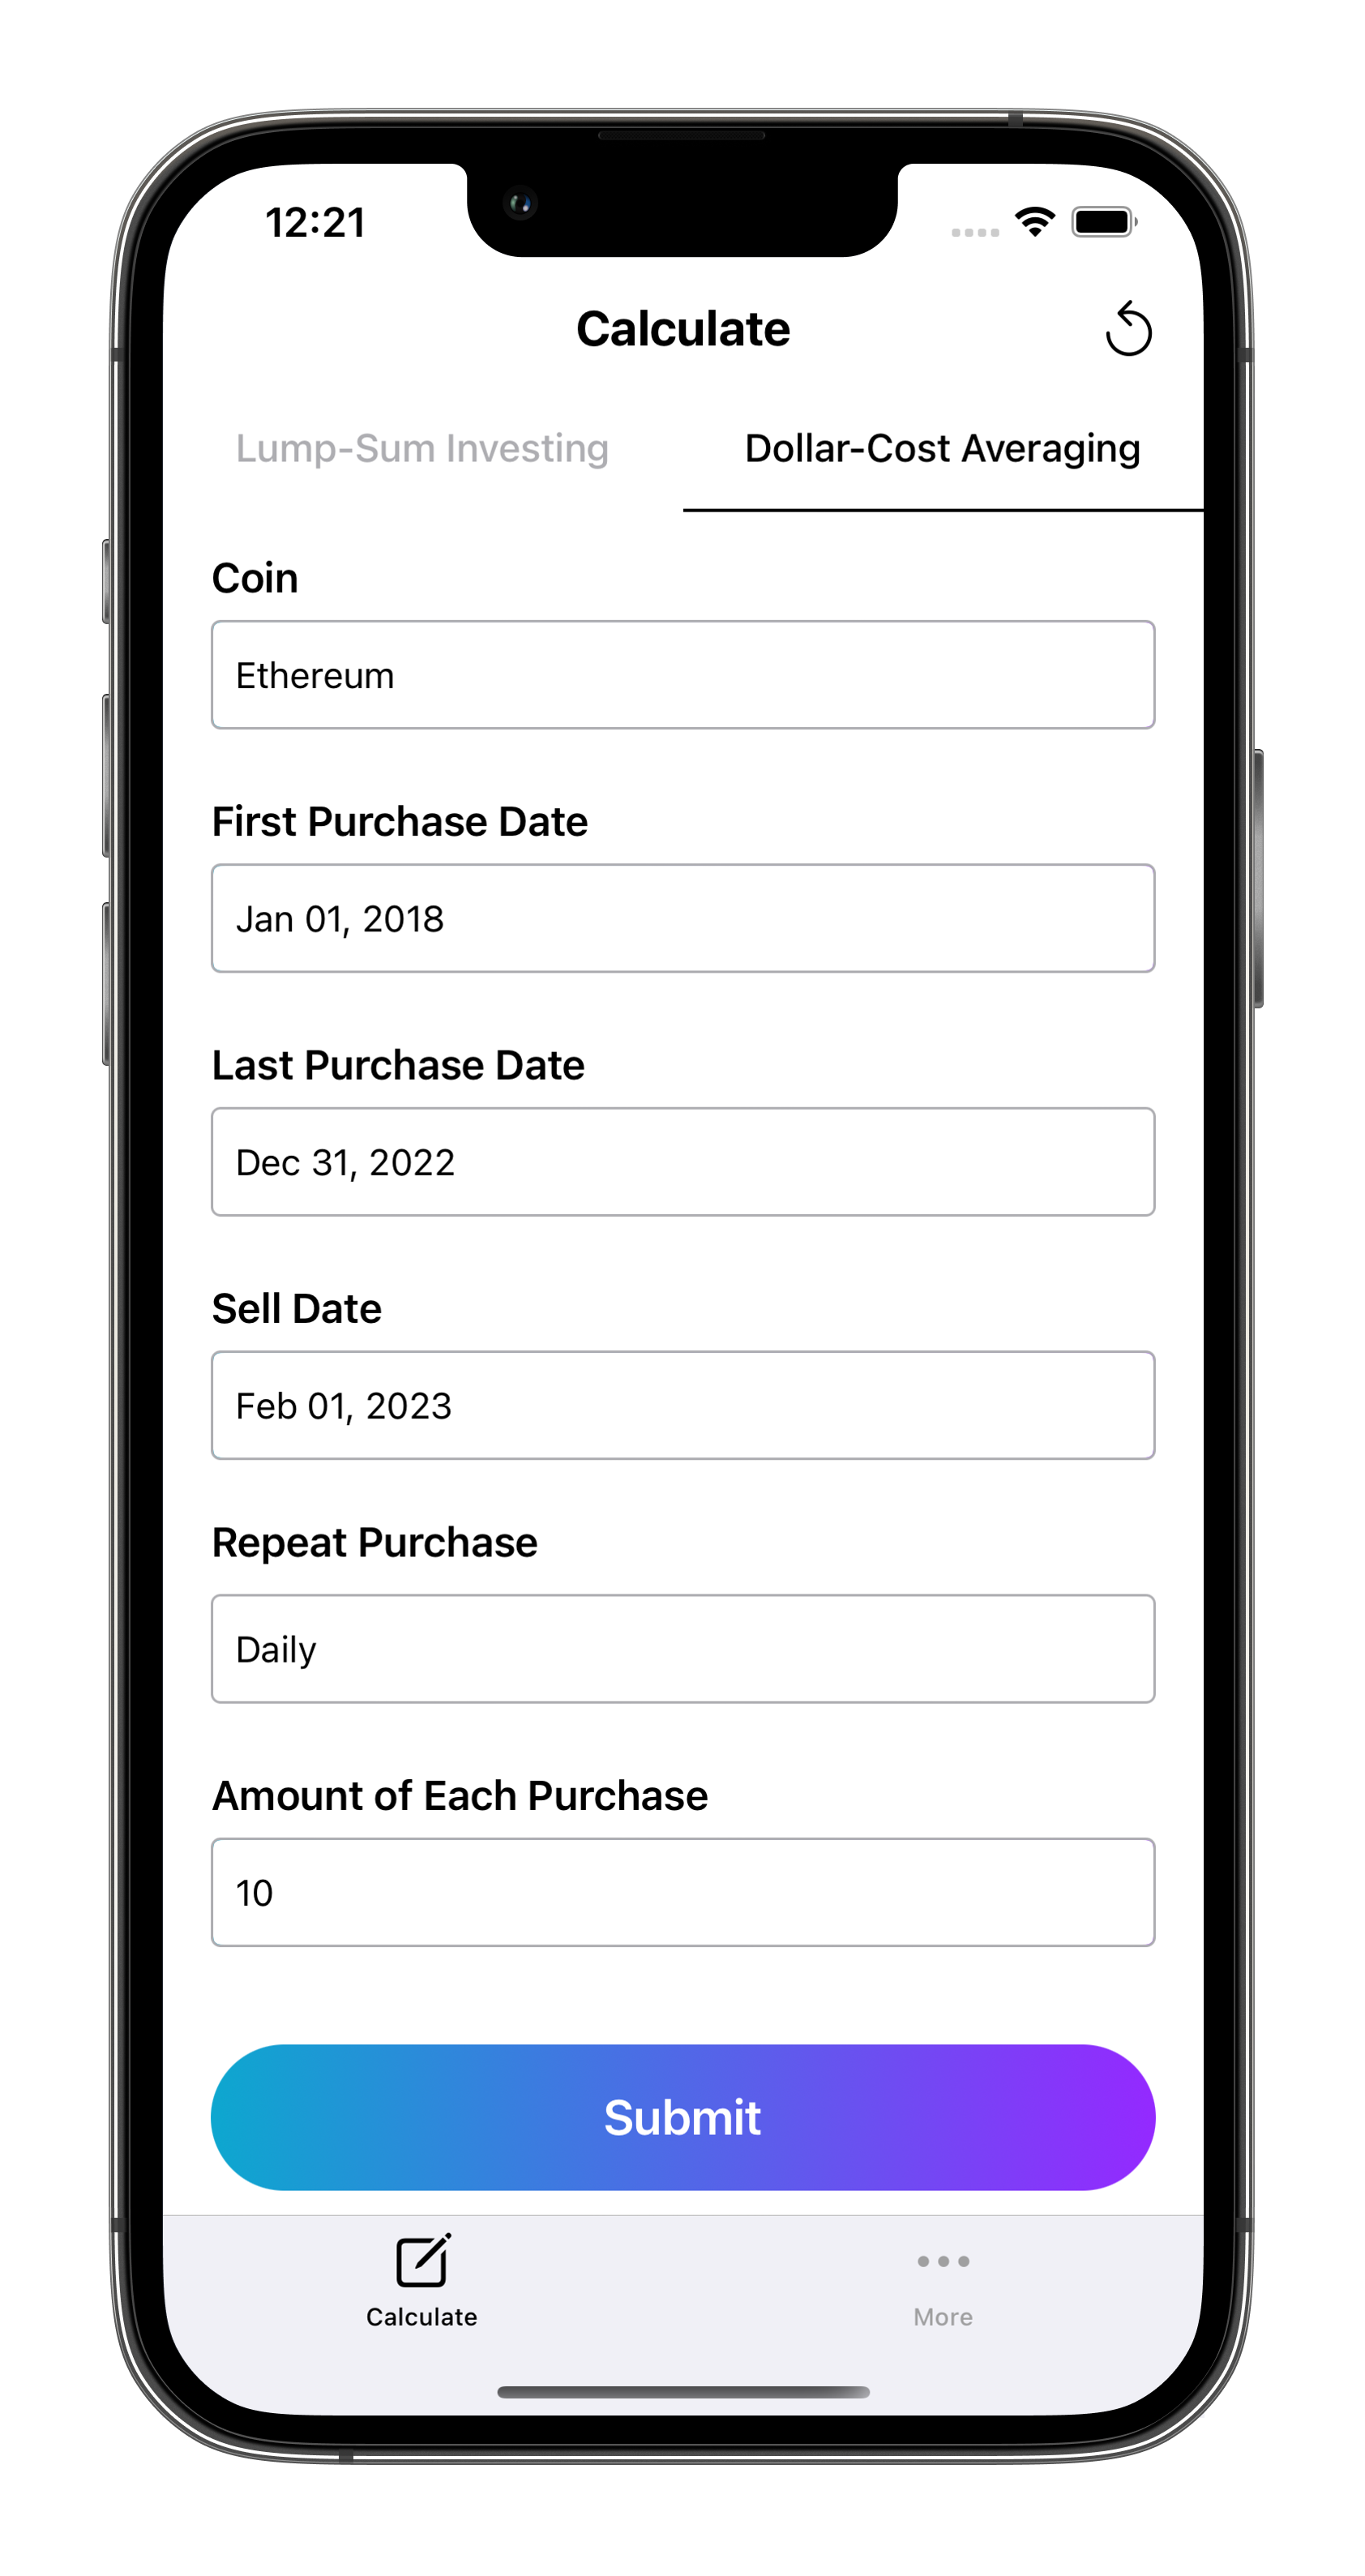 12:21
Calculate
Lump-Sum Investing Dollar-Cost Averaging
Coin
Ethereum
First Purchase Date
Jan 01, 2018
Last Purchase Date
Dec 31, 2022
Sell Date
Feb 01, 2023
Repeat Purchase
Daily
Amount of Each Purchase
10
Submit
Calculate More